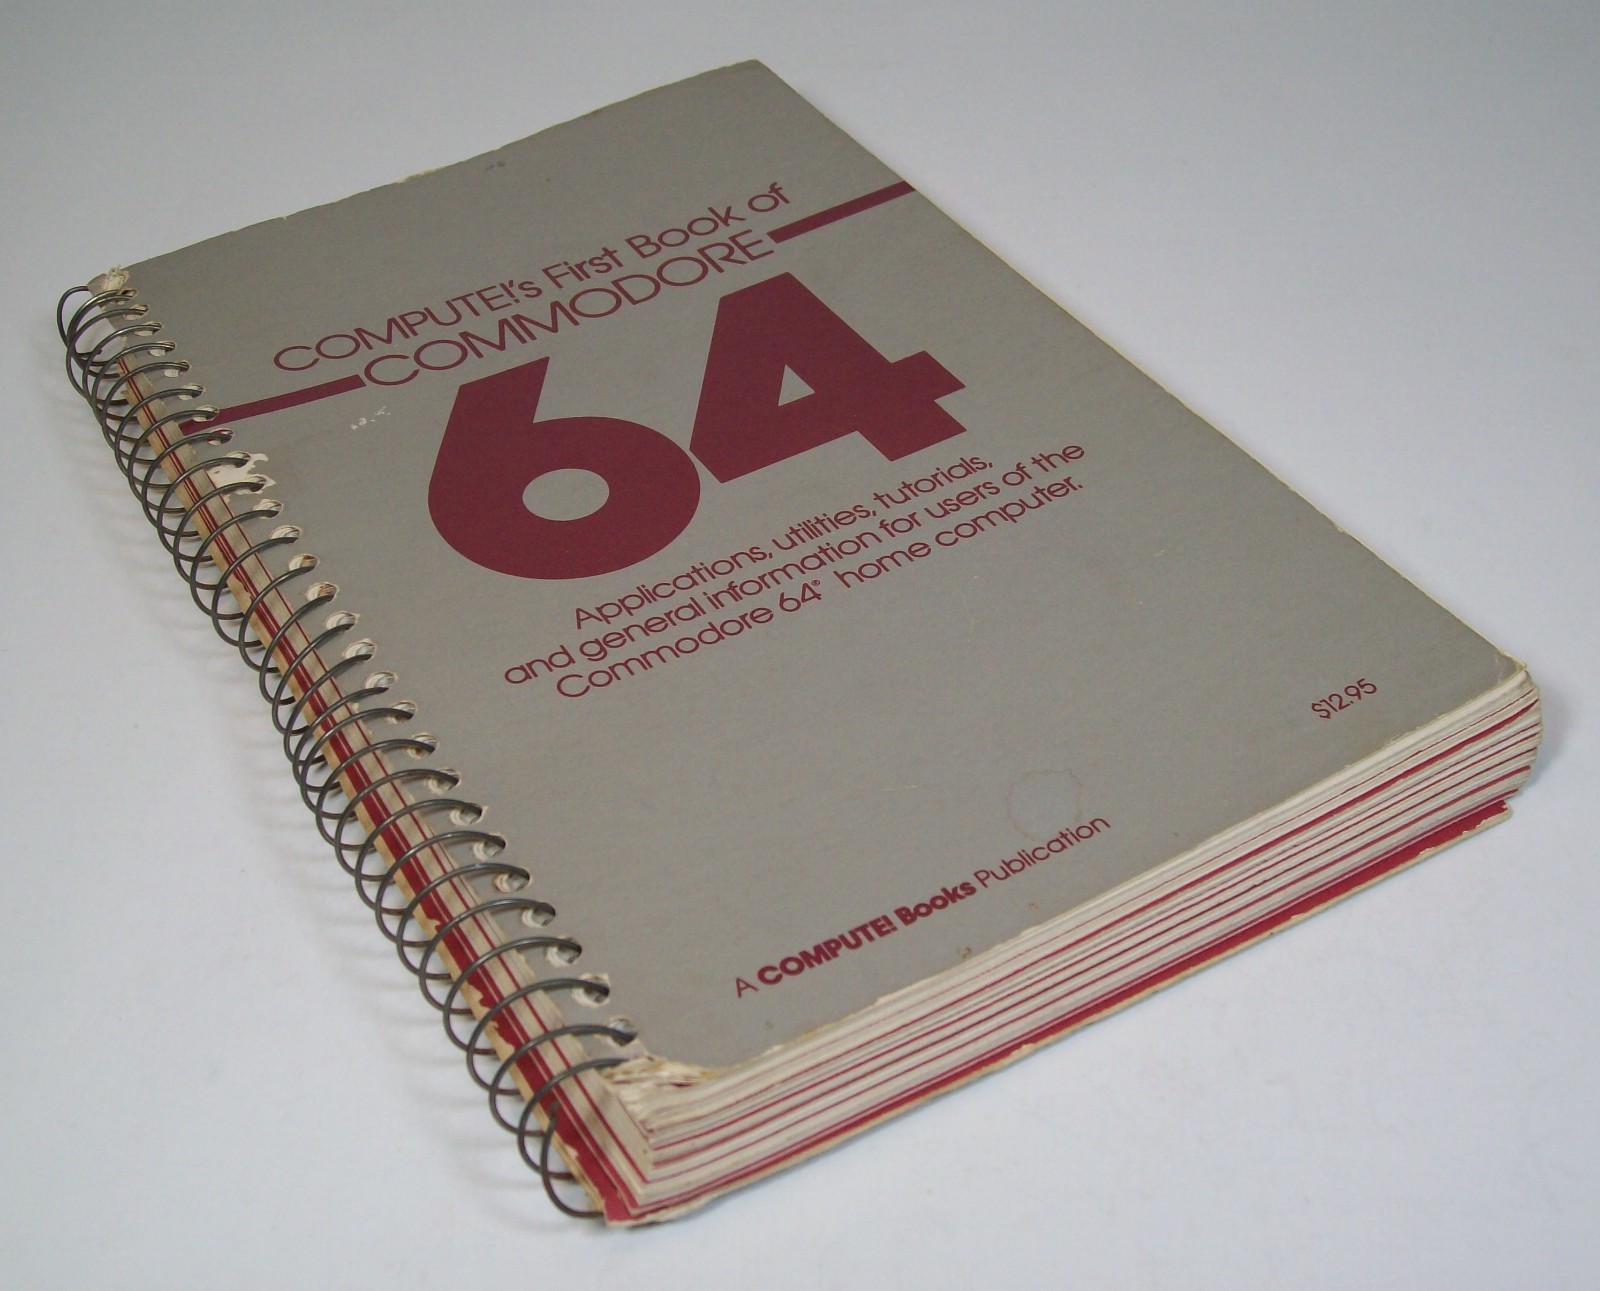 COMPUTE!'s First Book of
COMMODORE
64
Applications, utilities, tutorials,
and general information for users of the
Commodore 64® home computer.
$12.95
A COMPUTE! Books Publication